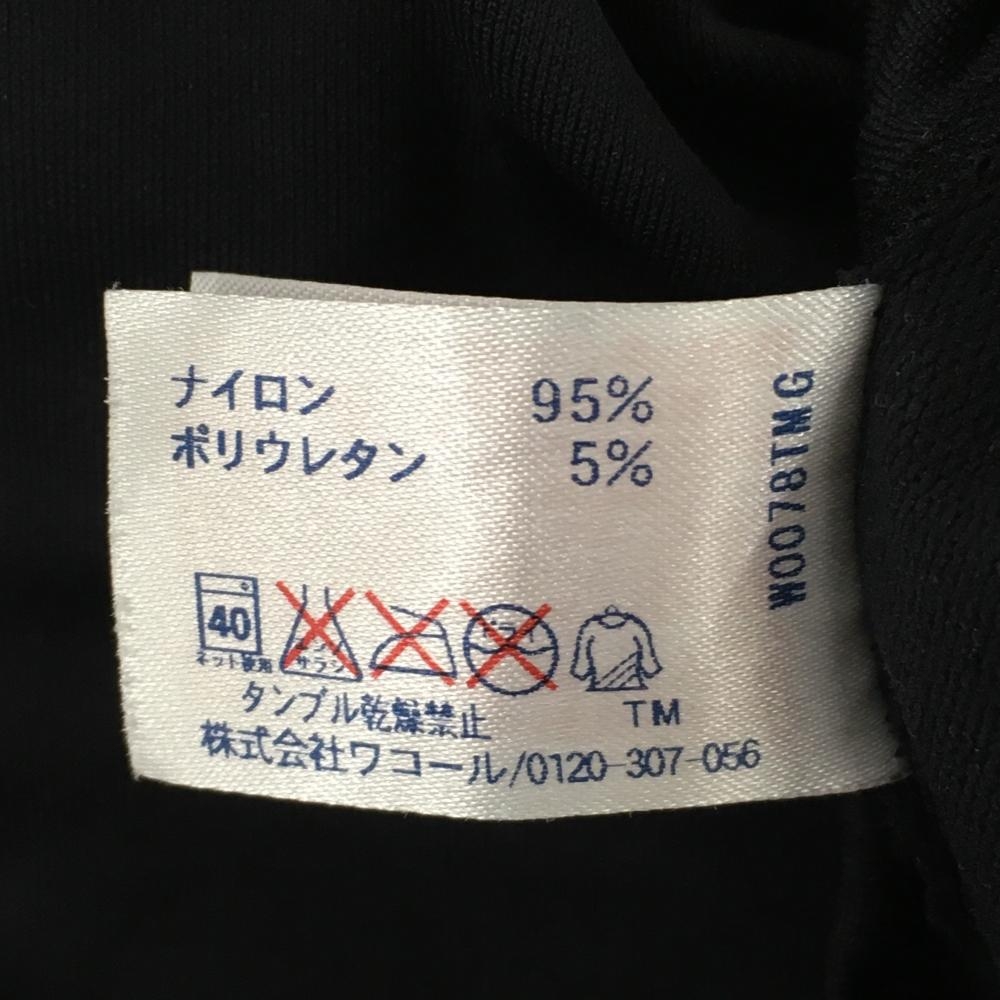 ナイロン 95%
ポリウレタン 5%
W0078TMG
40
ネット使用
エンソ
サラシ
ドライ
タンブル乾燥禁止
TM
株式会社ワコール/0120-307-056